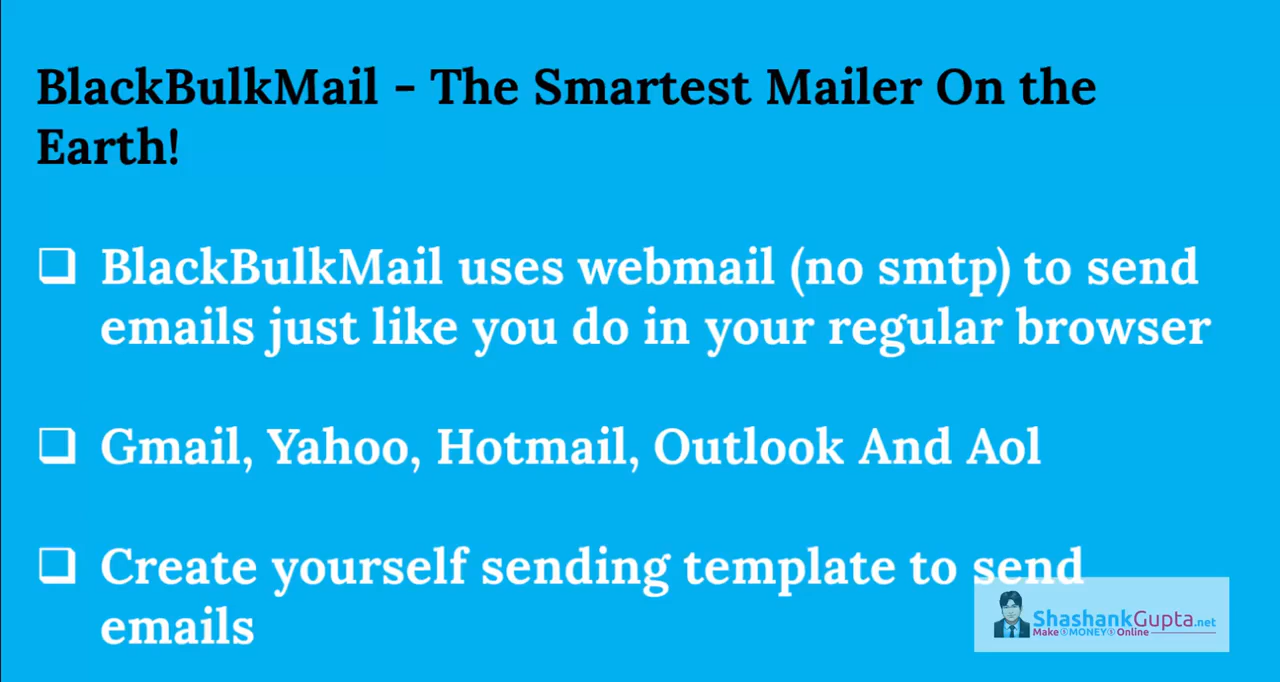 BlackBulkMail - The Smartest Mailer On the
Earth!
BlackBulkMail uses webmail (no smtp) to send
emails just like you do in your regular browser
Gmail, Yahoo, Hotmail, Outlook And Aol
Create yourself sending template to send
emails
ShashankGupta.net
Make $MONEY$ Online